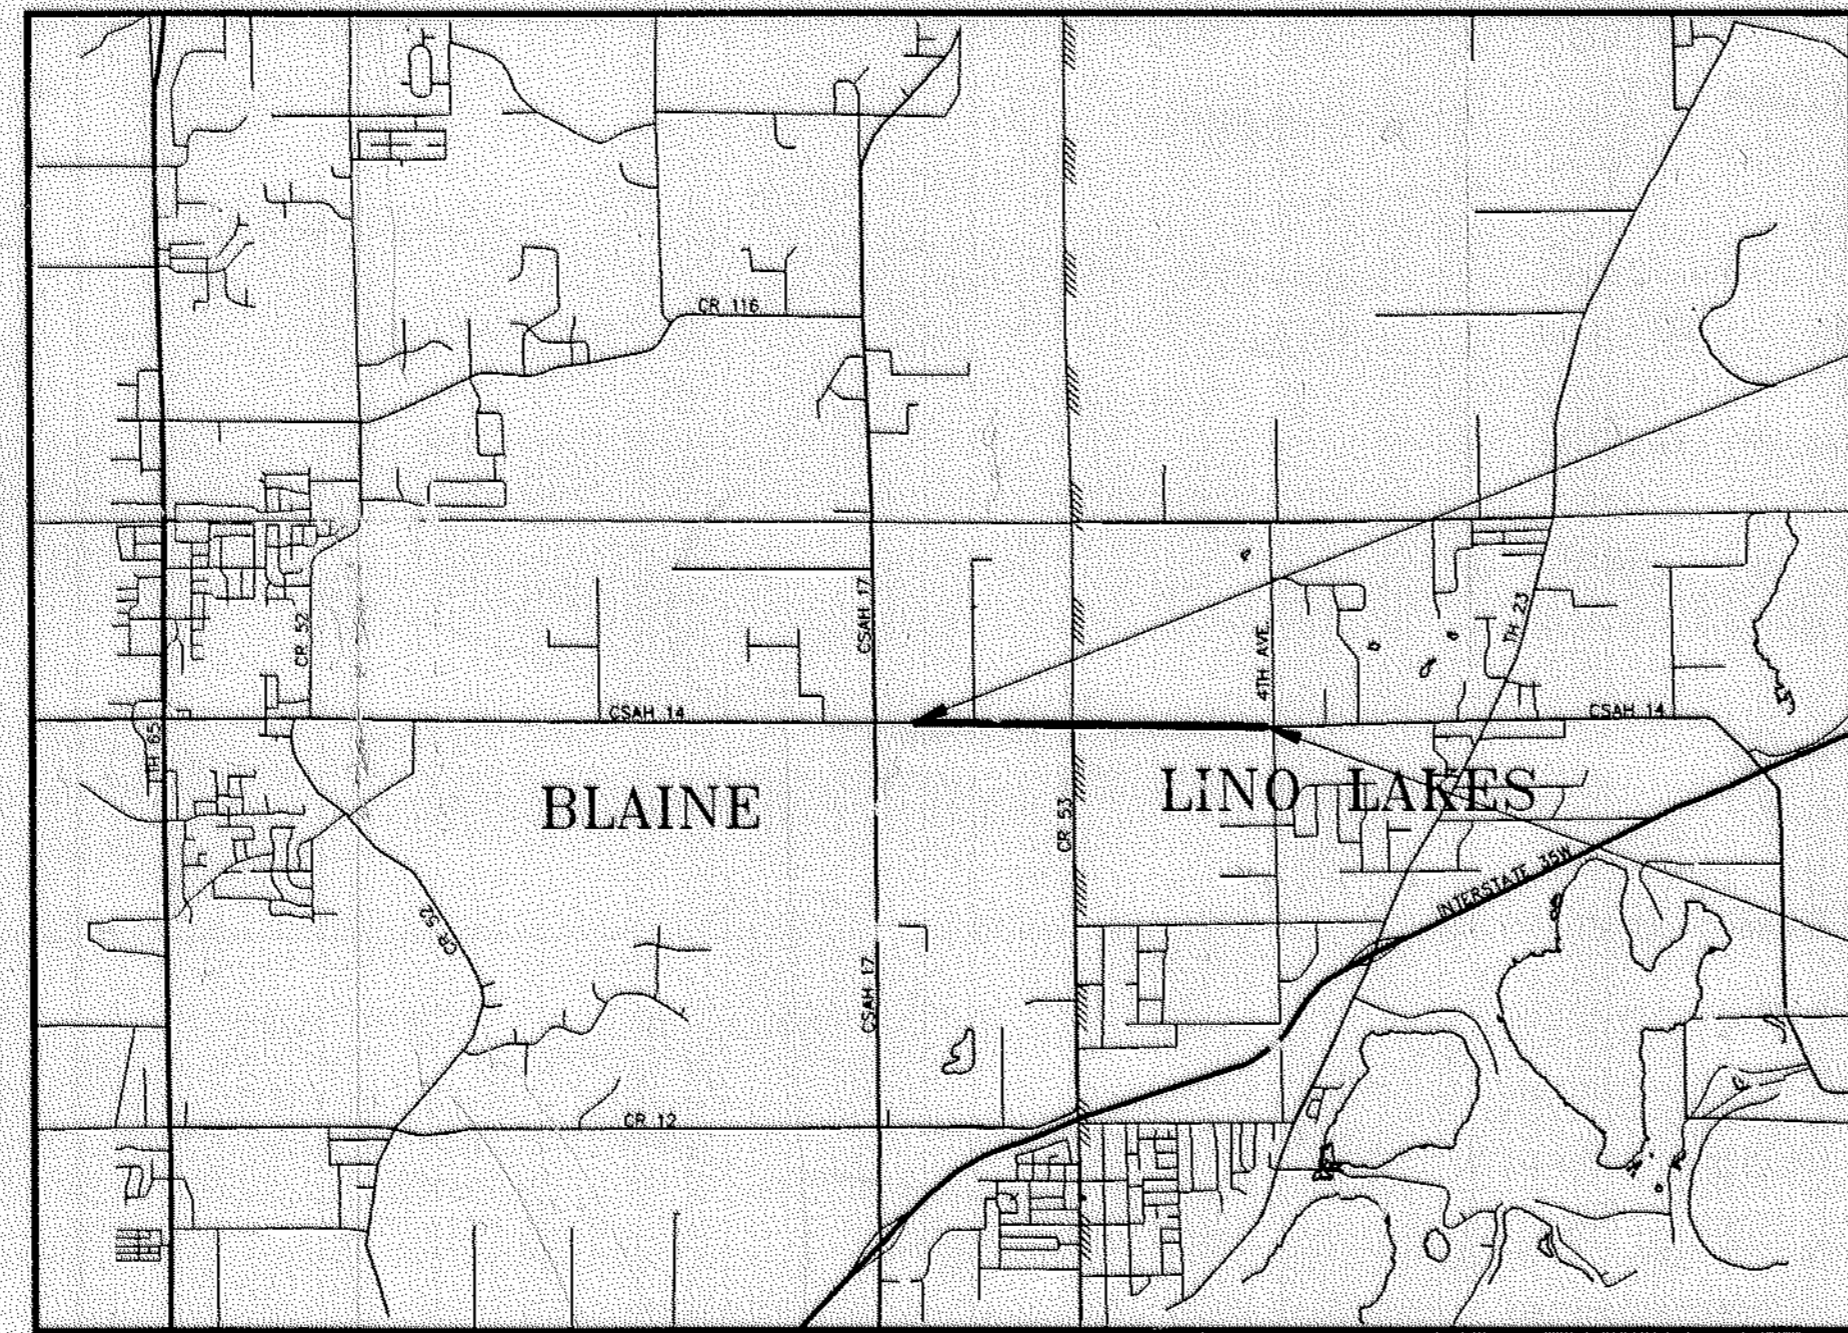 CR 116
CSAH 17
CR 52
4TH AVE.
TH 23
CSAH 14
CSAH 14
TH 65
BLAINE
LINO LAKES
CR 53
INTERSTATE 35W
CR 52
CSAH 17
CR 12